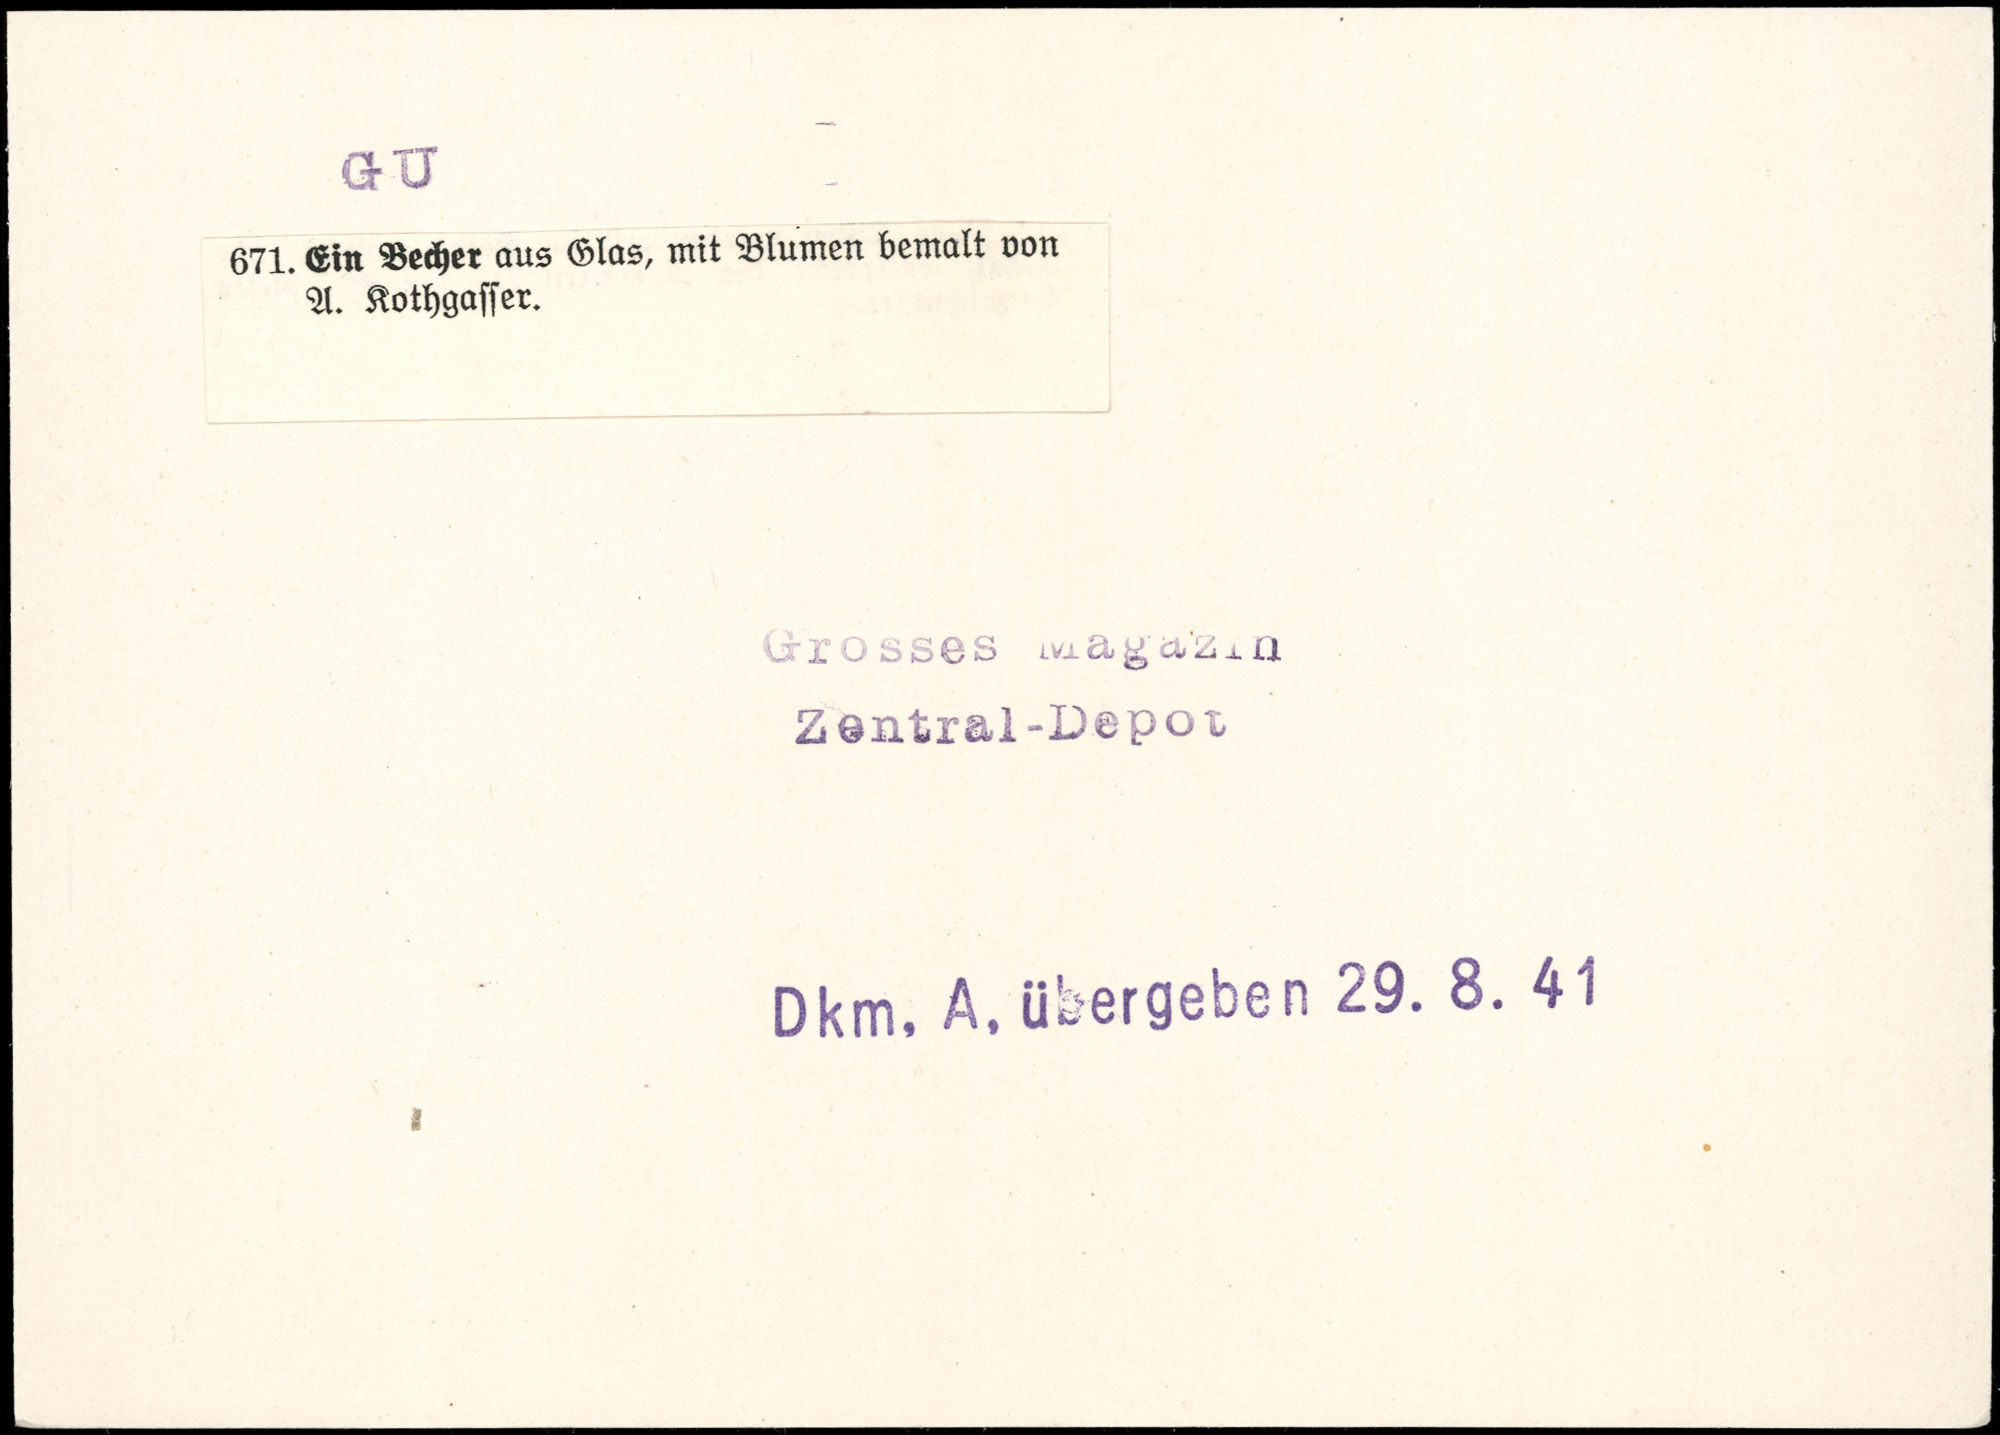 GU
671. Ein Becher aus Glas, mit Blumen bemalt von
A. Kothgasser.
Grosses Magazin
Zentral-Depot
Dkm. A. übergeben 29. 8. 41